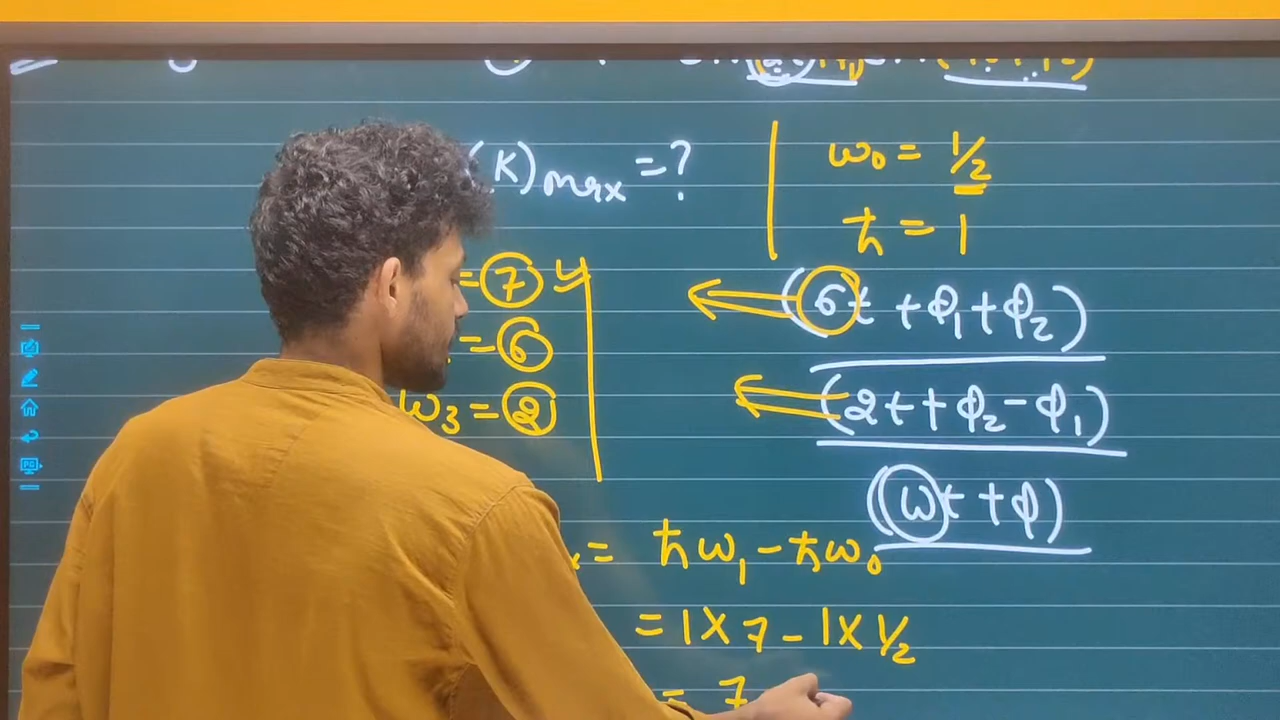 (K)max = ?
ω₀ = 1/2
ħ = 1
= 7
(6t + φ₁ + φ₂)
= 6
ω₃ = 2
(2t + φ₂ - φ₁)
(ωt + φ)
= ħω₁ - ħω₀
= 1 × 7 - 1 × 1/2
= 7